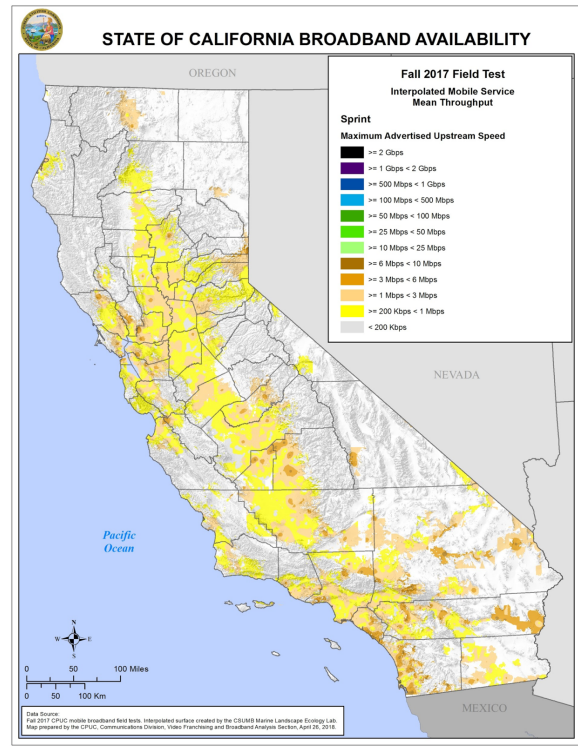 STATE OF CALIFORNIA BROADBAND AVAILABILITY
OREGON
Fall 2017 Field Test
Interpolated Mobile Service
Mean Throughput
Sprint
Maximum Advertised Upstream Speed
>= 2 Gbps
>= 1 Gbps < 2 Gbps
>= 500 Mbps < 1 Gbps
>= 100 Mbps < 500 Mbps
>= 50 Mbps < 100 Mbps
>= 25 Mbps < 50 Mbps
>= 10 Mbps < 25 Mbps
>= 6 Mbps < 10 Mbps
>= 3 Mbps < 6 Mbps
>= 1 Mbps < 3 Mbps
>= 200 Kbps < 1 Mbps
< 200 Kbps
NEVADA
Pacific
Ocean
N
W E
S
0 50 100 Miles
0 50 100 Km
MEXICO
Data Source:
Fall 2017 CPUC mobile broadband field tests. Interpolated surface created by the CSUMB Marine Landscape Ecology Lab.
Map prepared by the CPUC, Communications Division, Video Franchising and Broadband Analysis Section, April 26, 2018.